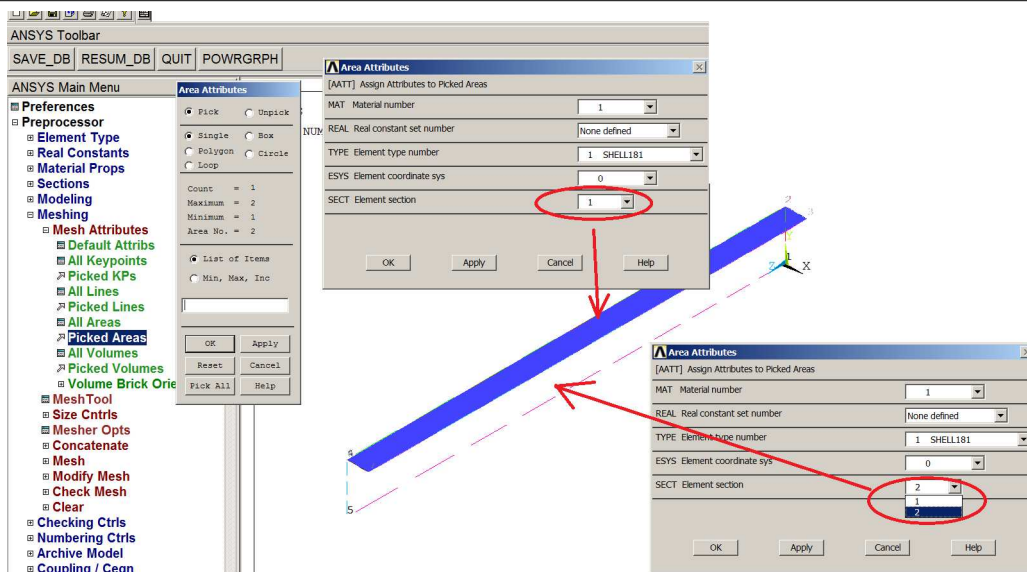 ANSYS Toolbar
SAVE_DB RESUM_DB QUIT POWRGRPH
ANSYS Main Menu
Preferences
Preprocessor
Element Type
Real Constants
Material Props
Sections
Modeling
Meshing
Mesh Attributes
Default Attribs
All Keypoints
Picked KPs
All Lines
Picked Lines
All Areas
Picked Areas
All Volumes
Picked Volumes
Volume Brick Orie
MeshTool
Size Cntrls
Mesher Opts
Concatenate
Mesh
Modify Mesh
Check Mesh
Clear
Checking Ctrls
Numbering Ctrls
Archive Model
Coupling / Ceqn
Area Attributes
Pick Unpick
Single Box
Polygon Circle
Loop
Count = 1
Maximum = 2
Minimum = 1
Area No. = 2
List of Items
Min, Max, Inc
OK Apply
Reset Cancel
Pick All Help
NUM
Area Attributes
[AATT] Assign Attributes to Picked Areas
MAT Material number 1
REAL Real constant set number None defined
TYPE Element type number 1 SHELL181
ESYS Element coordinate sys 0
SECT Element section 1
OK Apply Cancel Help
2
3
Y
1
Z X
4
5
Area Attributes
[AATT] Assign Attributes to Picked Areas
MAT Material number 1
REAL Real constant set number None defined
TYPE Element type number 1 SHELL181
ESYS Element coordinate sys 0
SECT Element section 2
1
2
OK Apply Cancel Help